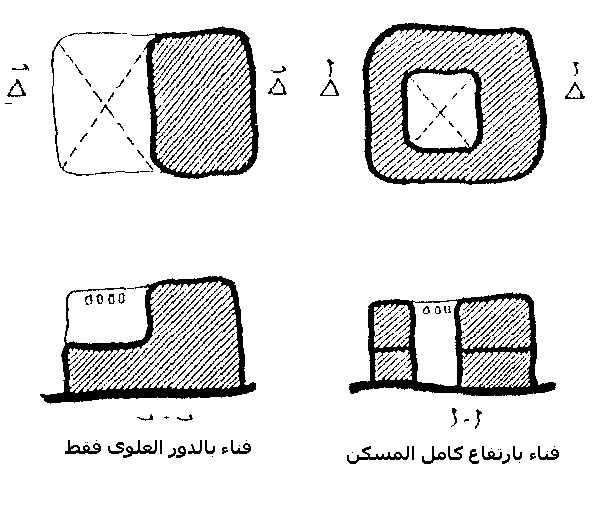 أ
أ
ب
ب
أ - أ
ب - ب
فناء بارتفاع كامل المسكن
فناء بالدور العلوى فقط